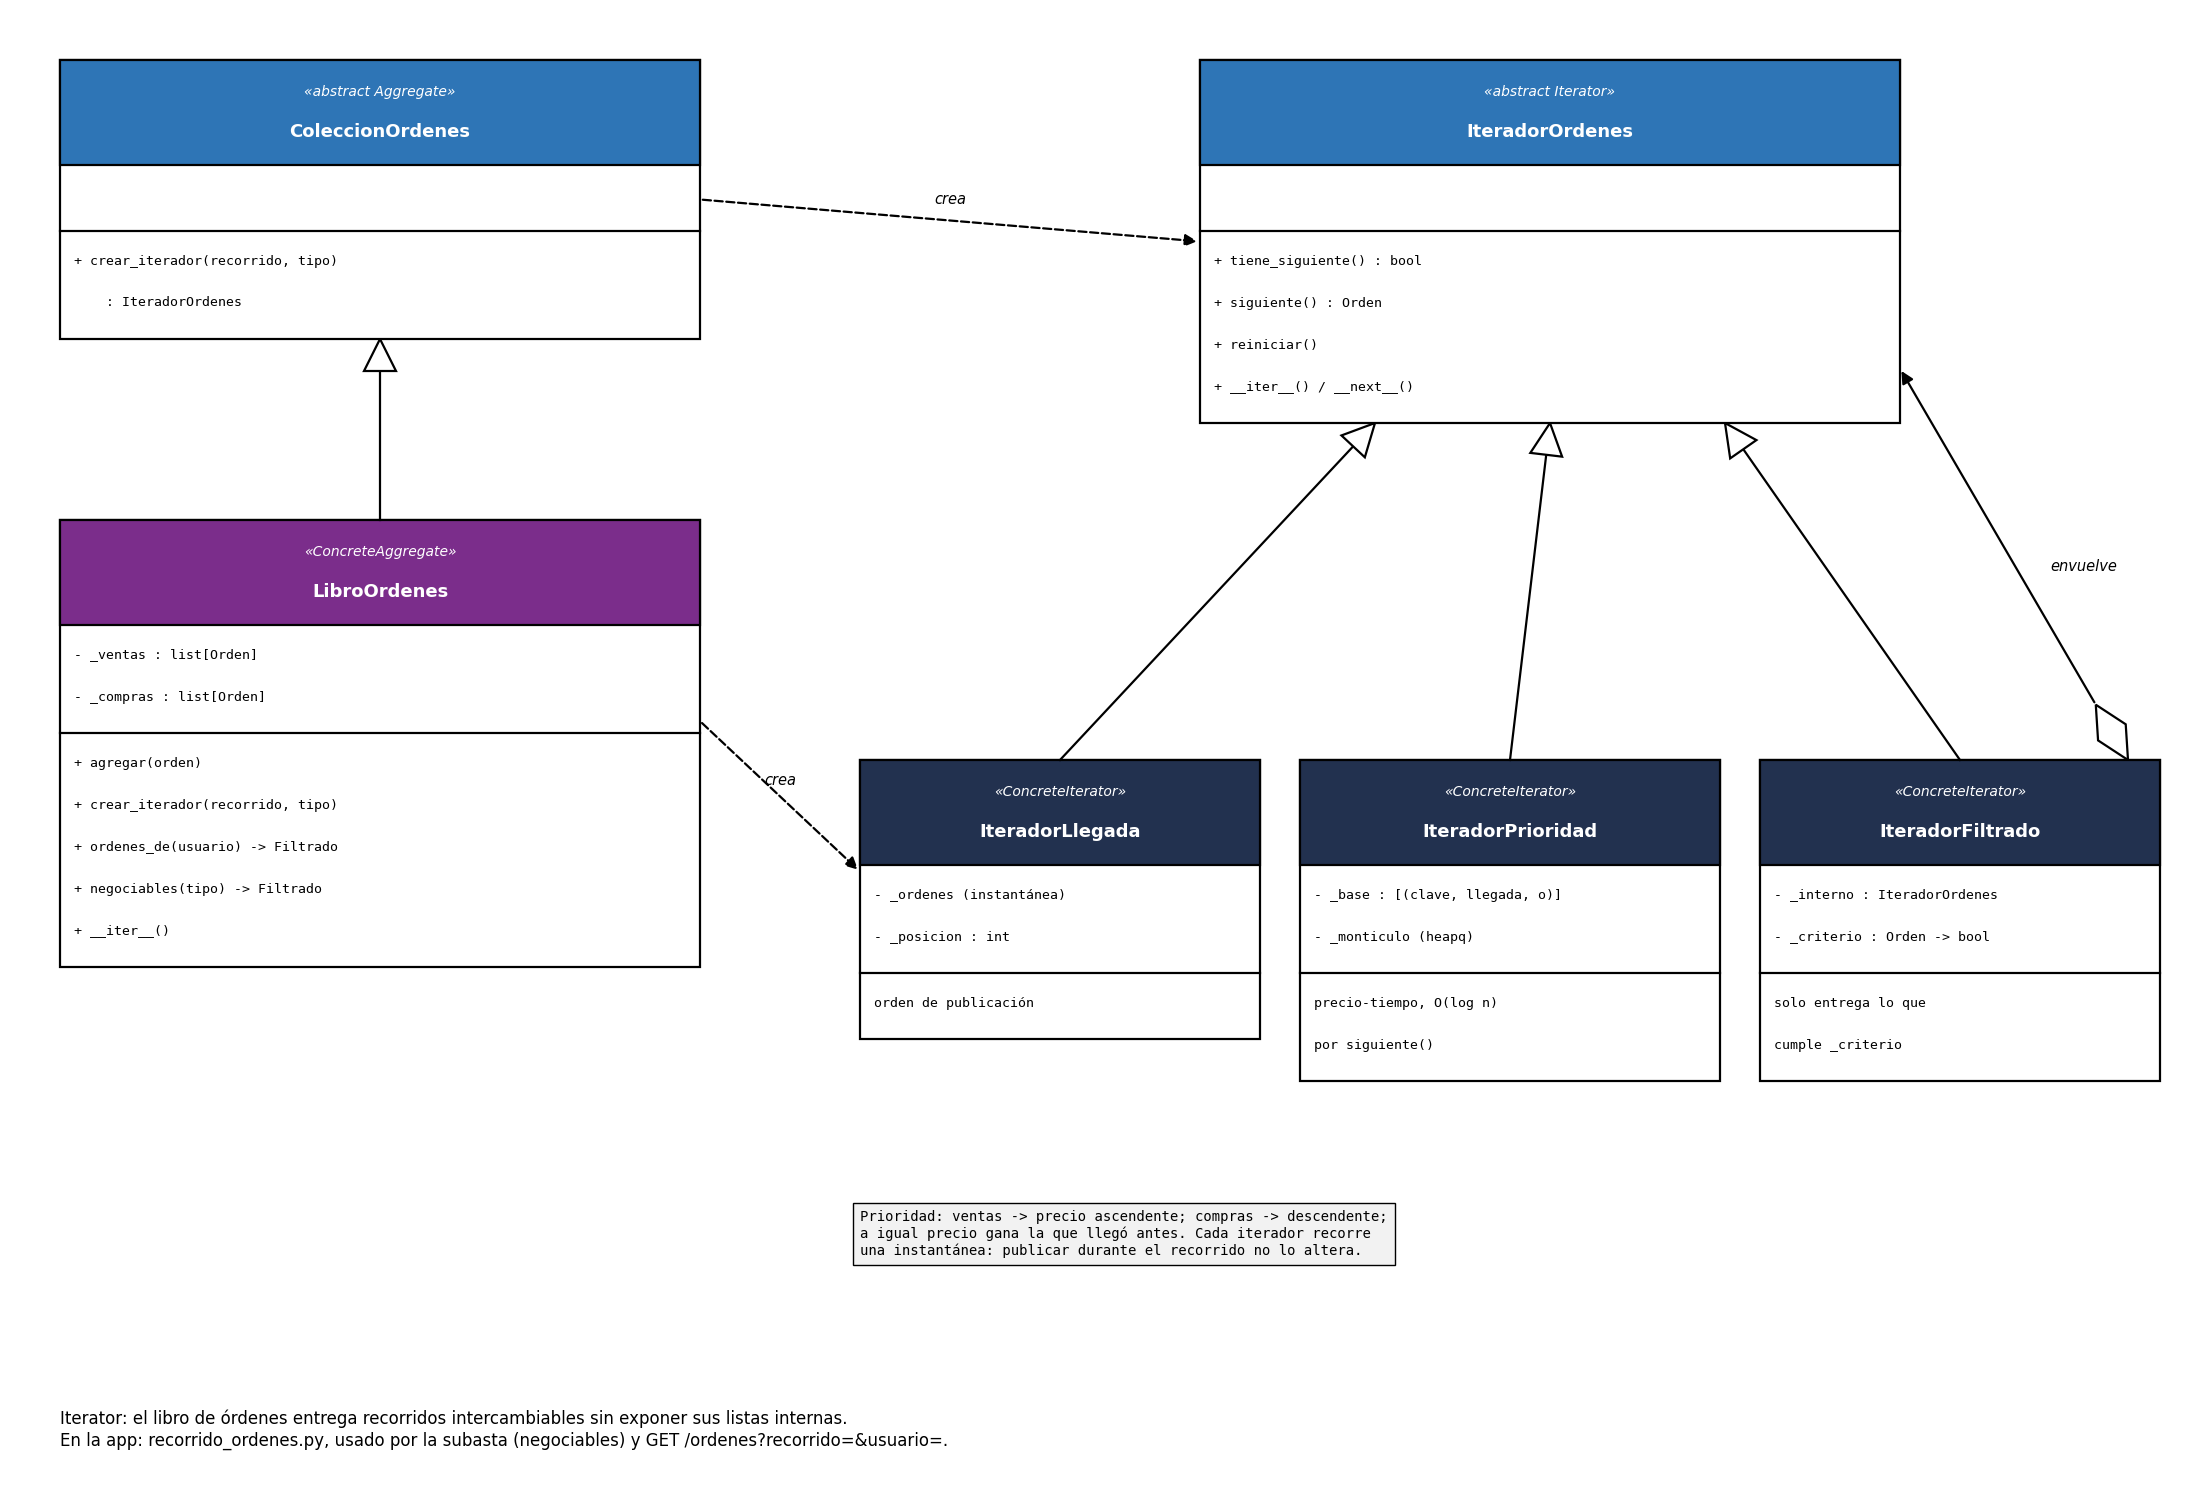 «abstract Aggregate»
ColeccionOrdenes
+ crear_iterador(recorrido, tipo)
    : IteradorOrdenes
crea
«abstract Iterator»
IteradorOrdenes
+ tiene_siguiente() : bool
+ siguiente() : Orden
+ reiniciar()
+ __iter__() / __next__()
envuelve
«ConcreteAggregate»
LibroOrdenes
- _ventas : list[Orden]
- _compras : list[Orden]
+ agregar(orden)
+ crear_iterador(recorrido, tipo)
+ ordenes_de(usuario) -> Filtrado
+ negociables(tipo) -> Filtrado
+ __iter__()
crea
«ConcreteIterator»
IteradorLlegada
- _ordenes (instantánea)
- _posicion : int
orden de publicación
«ConcreteIterator»
IteradorPrioridad
- _base : [(clave, llegada, o)]
- _monticulo (heapq)
precio-tiempo, O(log n)
por siguiente()
«ConcreteIterator»
IteradorFiltrado
- _interno : IteradorOrdenes
- _criterio : Orden -> bool
solo entrega lo que
cumple _criterio
Prioridad: ventas -> precio ascendente; compras -> descendente;
a igual precio gana la que llegó antes. Cada iterador recorre
una instantánea: publicar durante el recorrido no lo altera.
Iterator: el libro de órdenes entrega recorridos intercambiables sin exponer sus listas internas.
En la app: recorrido_ordenes.py, usado por la subasta (negociables) y GET /ordenes?recorrido=&usuario=.